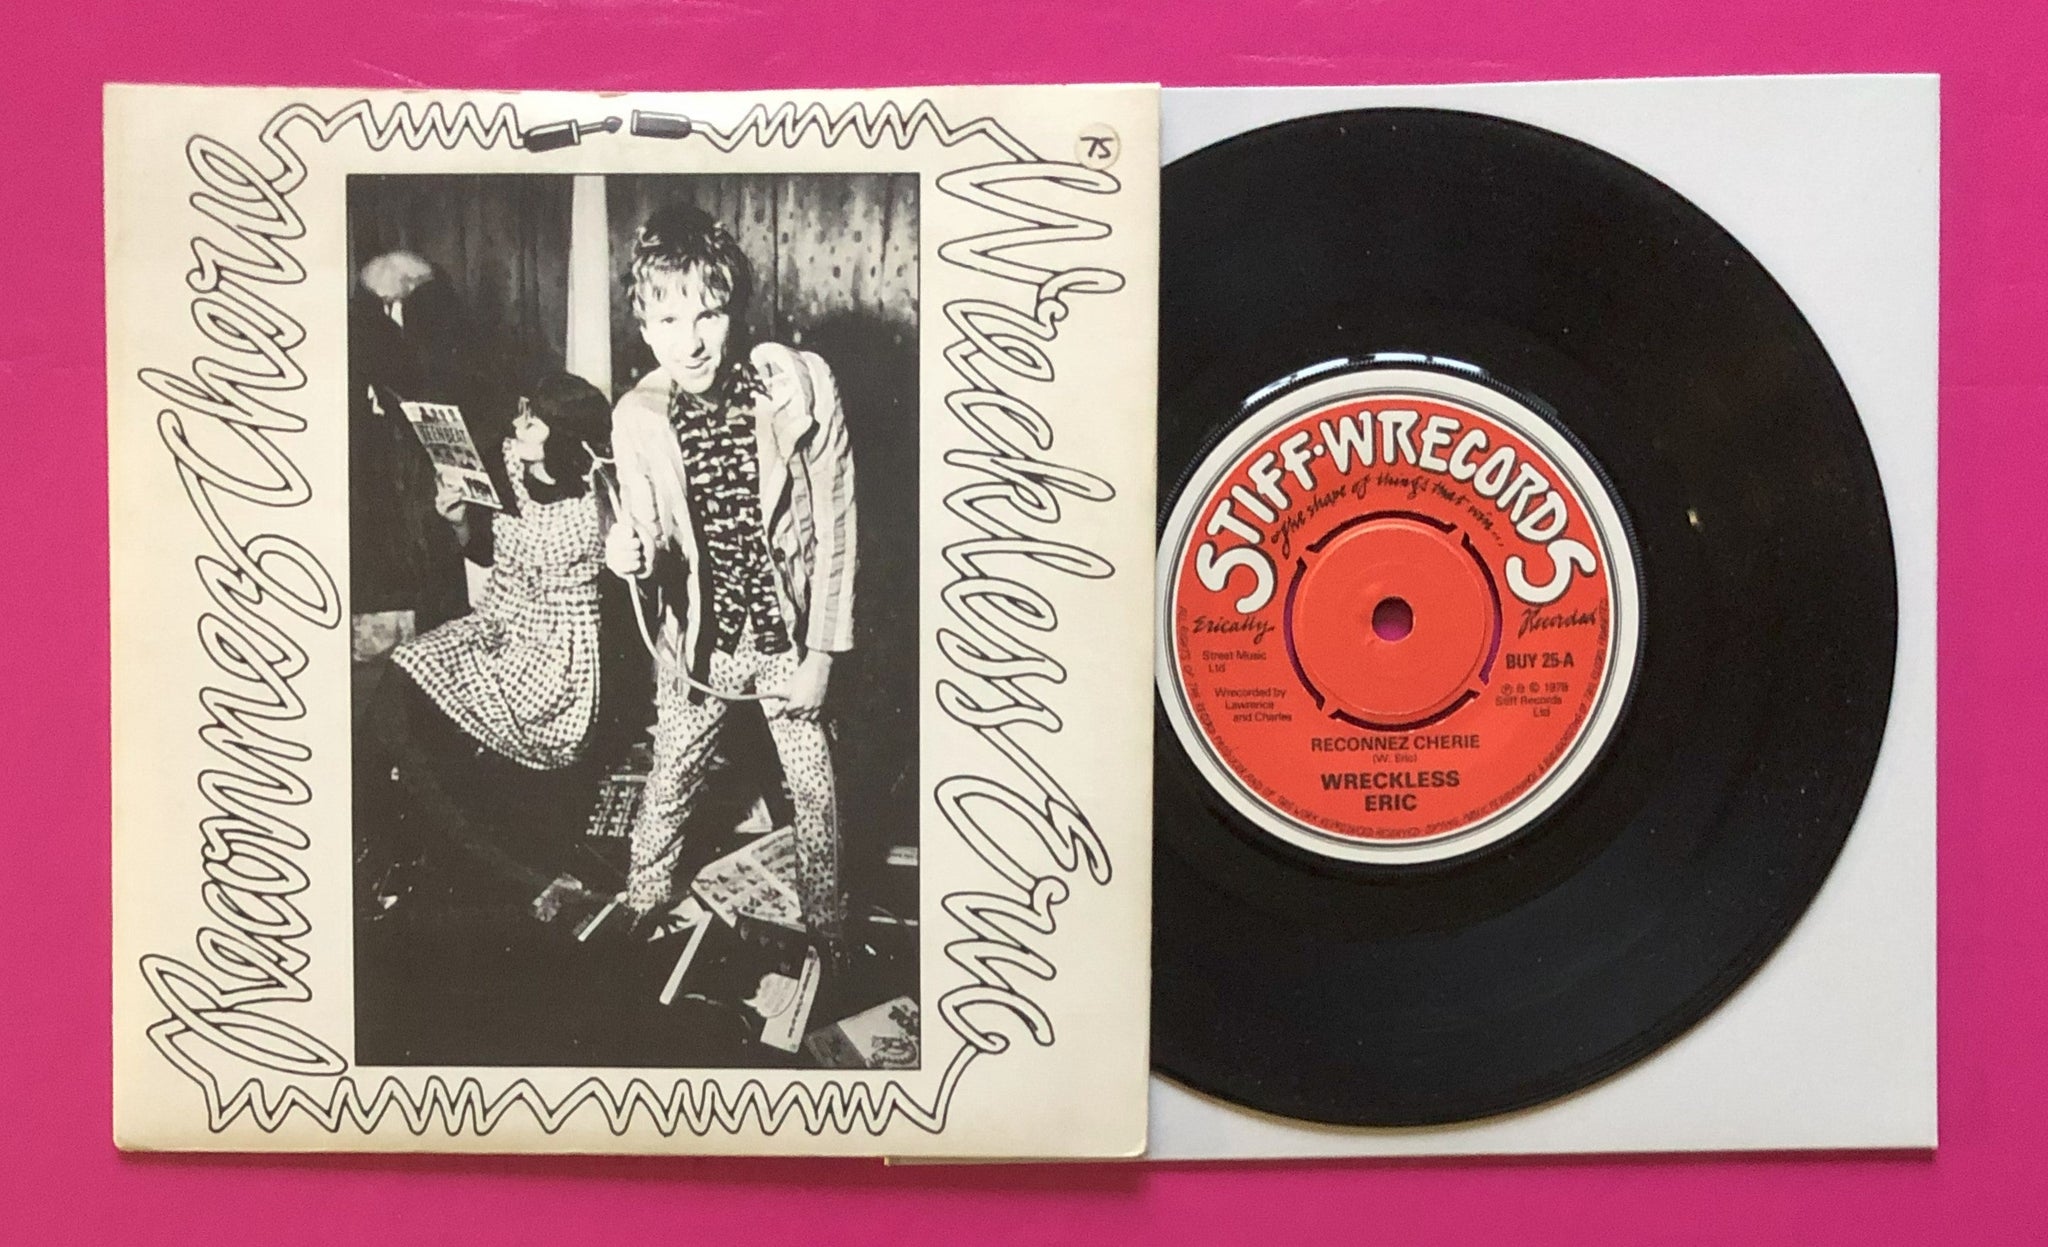 Reconnez Cherie
Wreckless Eric
75
TEENBEAT
STIFF·WRECORDS
The shape of things that win...
Erically
Recorded
Street Music
Ltd
BUY 25-A
Ⓟ & © 1978
Stiff Records
Ltd
Wrecorded by
Lawrence
and Charles
RECONNEZ CHERIE
(W. Eric)
WRECKLESS
ERIC